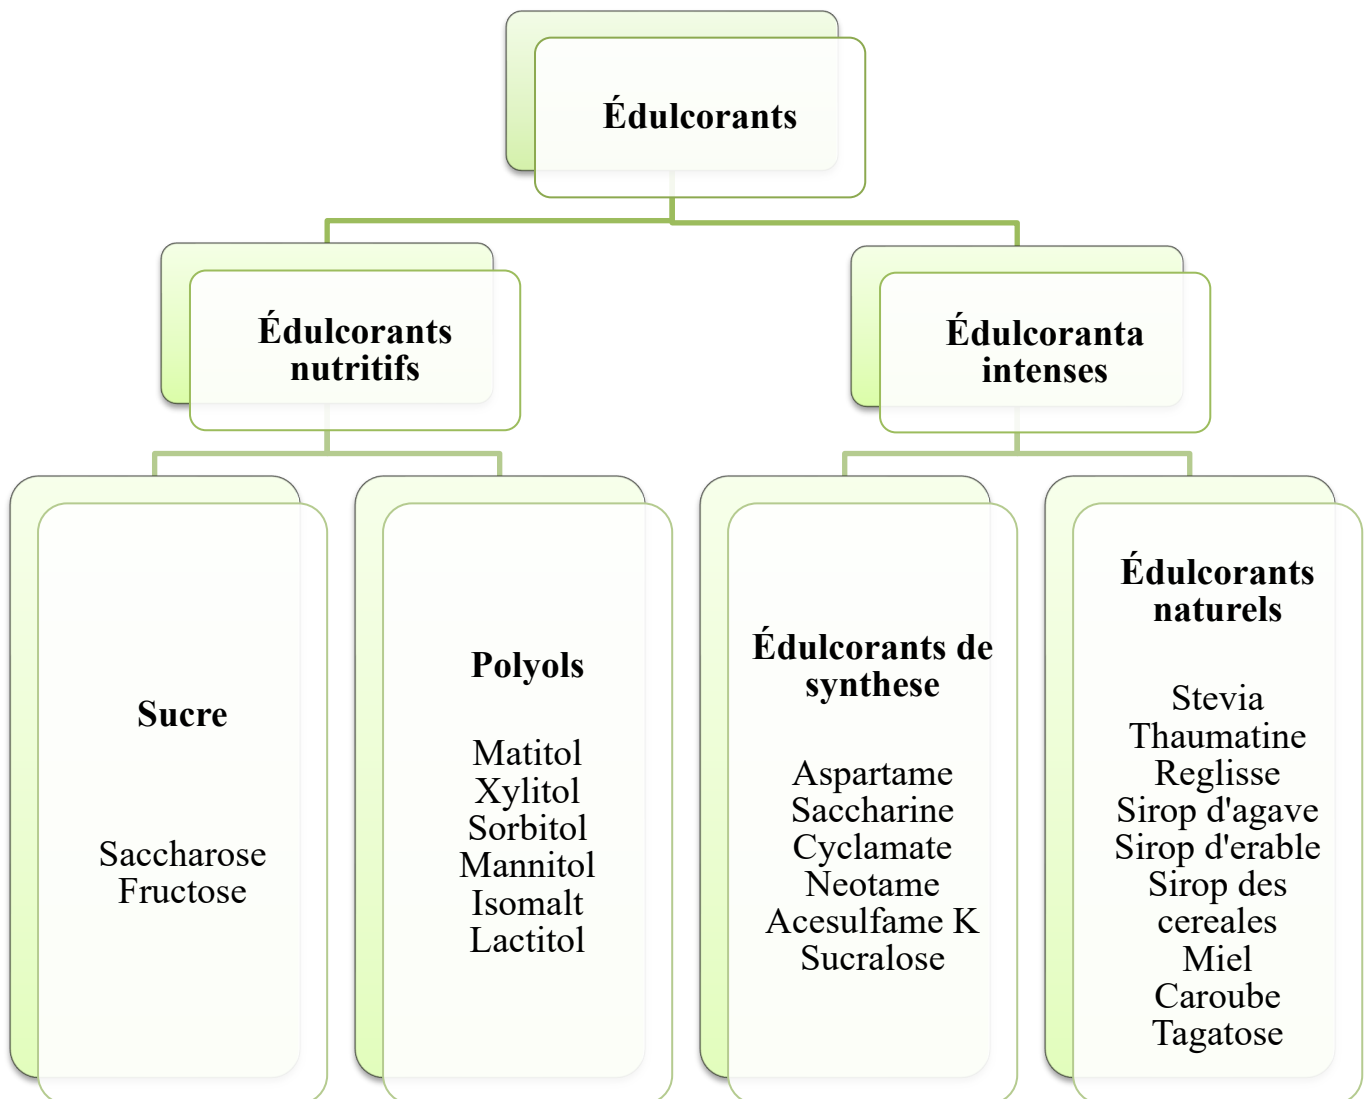 Édulcorants
Édulcorants
nutritifs
Édulcoranta
intenses
Sucre
Saccharose
Fructose
Polyols
Matitol
Xylitol
Sorbitol
Mannitol
Isomalt
Lactitol
Édulcorants de
synthese
Aspartame
Saccharine
Cyclamate
Neotame
Acesulfame K
Sucralose
Édulcorants
naturels
Stevia
Thaumatine
Reglisse
Sirop d'agave
Sirop d'erable
Sirop des
cereales
Miel
Caroube
Tagatose